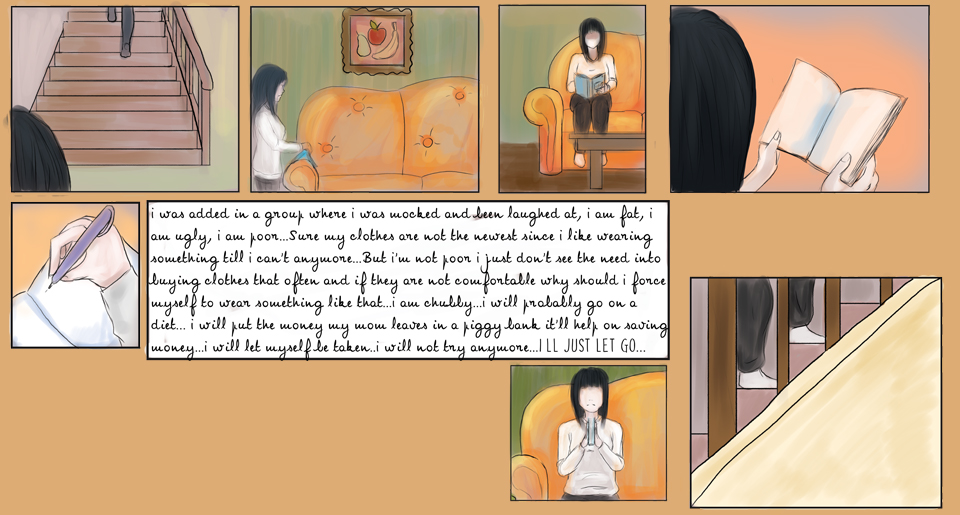 i was added in a group where i was mocked and been laughed at, i am fat, i
am ugly, i am poor...Sure my clothes are not the newest since i like wearing
something till i can't anymore...But i'm not poor i just don't see the need into
buying clothes that often and if they are not comfortable why should i force
myself to wear something like that...i am chubby...i will probably go on a
diet... i will put the money my mom leaves in a piggy bank it'll help on saving
money...i will let myself be taken..i will not try anymore...I LL JUST LET GO...